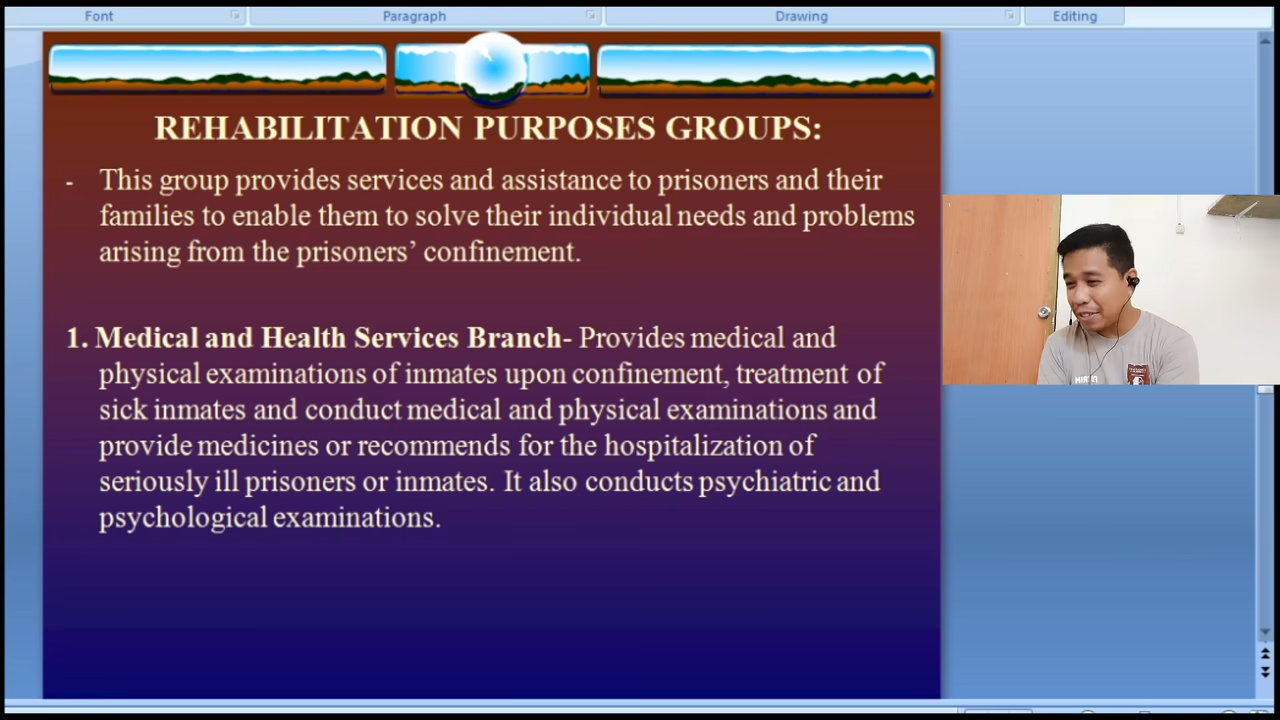 Font
Paragraph
Drawing
Editing
REHABILITATION PURPOSES GROUPS:
- This group provides services and assistance to prisoners and their
families to enable them to solve their individual needs and problems
arising from the prisoners’ confinement.
1. Medical and Health Services Branch- Provides medical and
physical examinations of inmates upon confinement, treatment of
sick inmates and conduct medical and physical examinations and
provide medicines or recommends for the hospitalization of
seriously ill prisoners or inmates. It also conducts psychiatric and
psychological examinations.